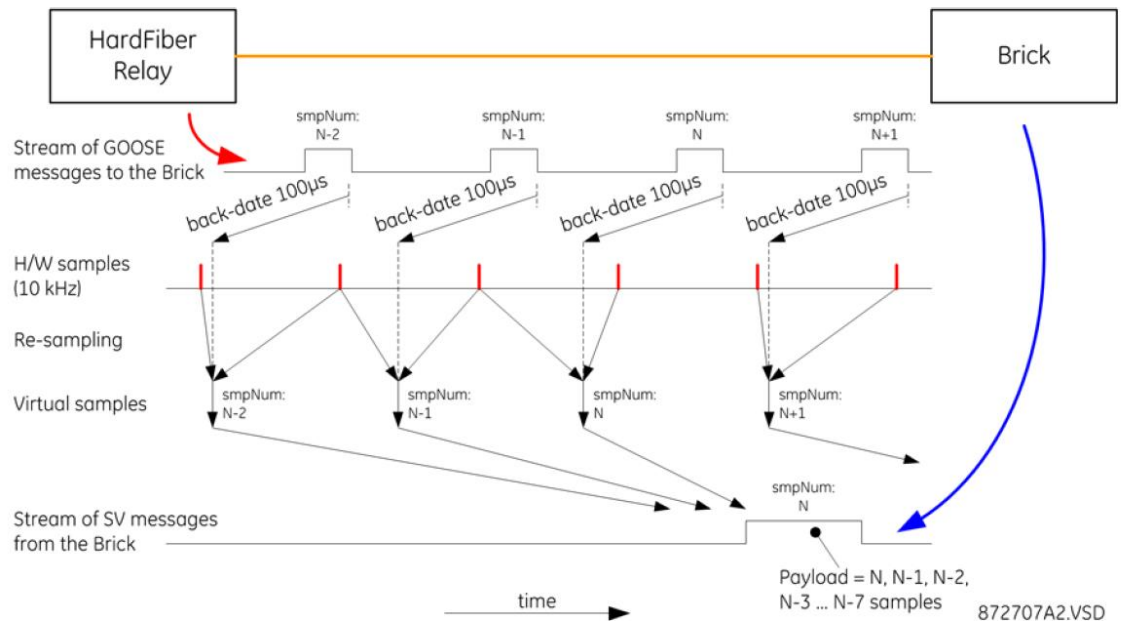 HardFiber
Relay
Brick
smpNum:
N-2
smpNum:
N-1
smpNum:
N
smpNum:
N+1
Stream of GOOSE
messages to the Brick
back-date 100µs
back-date 100µs
back-date 100µs
back-date 100µs
H/W samples
(10 kHz)
Re-sampling
Virtual samples
smpNum:
N-2
smpNum:
N-1
smpNum:
N
smpNum:
N+1
smpNum:
N
Stream of SV messages
from the Brick
Payload = N, N-1, N-2,
N-3 ... N-7 samples
time
872707A2.VSD